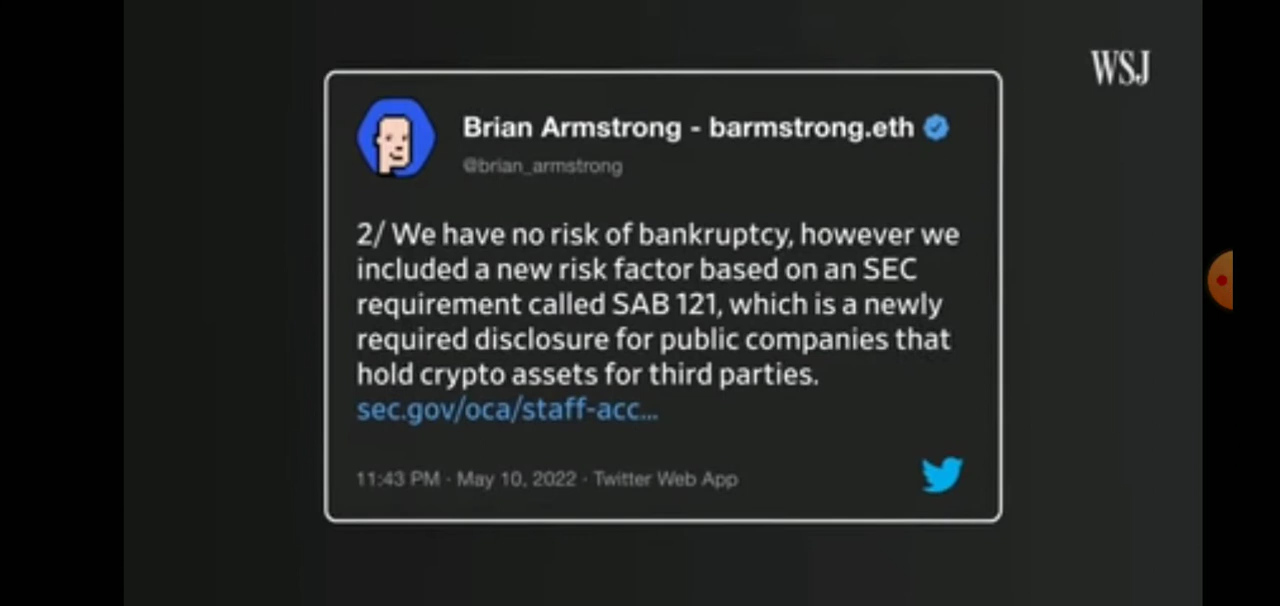 WSJ
Brian Armstrong - barmstrong.eth
@brian_armstrong
2/ We have no risk of bankruptcy, however we
included a new risk factor based on an SEC
requirement called SAB 121, which is a newly
required disclosure for public companies that
hold crypto assets for third parties.
sec.gov/oca/staff-acc...
11:43 PM · May 10, 2022 · Twitter Web App